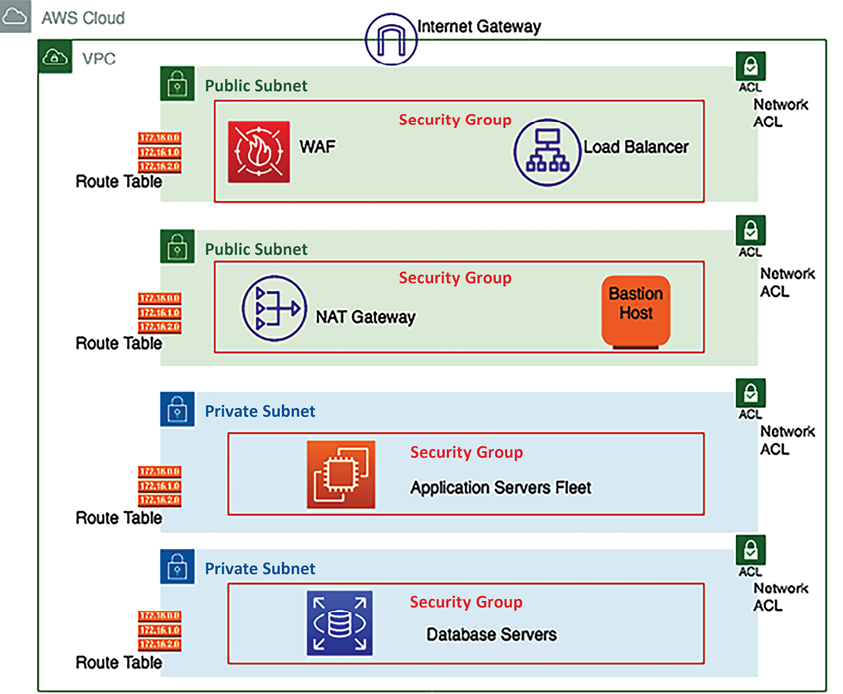 AWS Cloud
Internet Gateway
VPC
Public Subnet
ACL
Network
ACL
Security Group
WAF
Load Balancer
172.16.0.0
172.16.1.0
172.16.2.0
Route Table
Public Subnet
ACL
Network
ACL
Security Group
NAT Gateway
Bastion
Host
172.16.0.0
172.16.1.0
172.16.2.0
Route Table
Private Subnet
ACL
Network
ACL
Security Group
Application Servers Fleet
172.16.0.0
172.16.1.0
172.16.2.0
Route Table
Private Subnet
ACL
Network
ACL
Security Group
Database Servers
172.16.0.0
172.16.1.0
172.16.2.0
Route Table